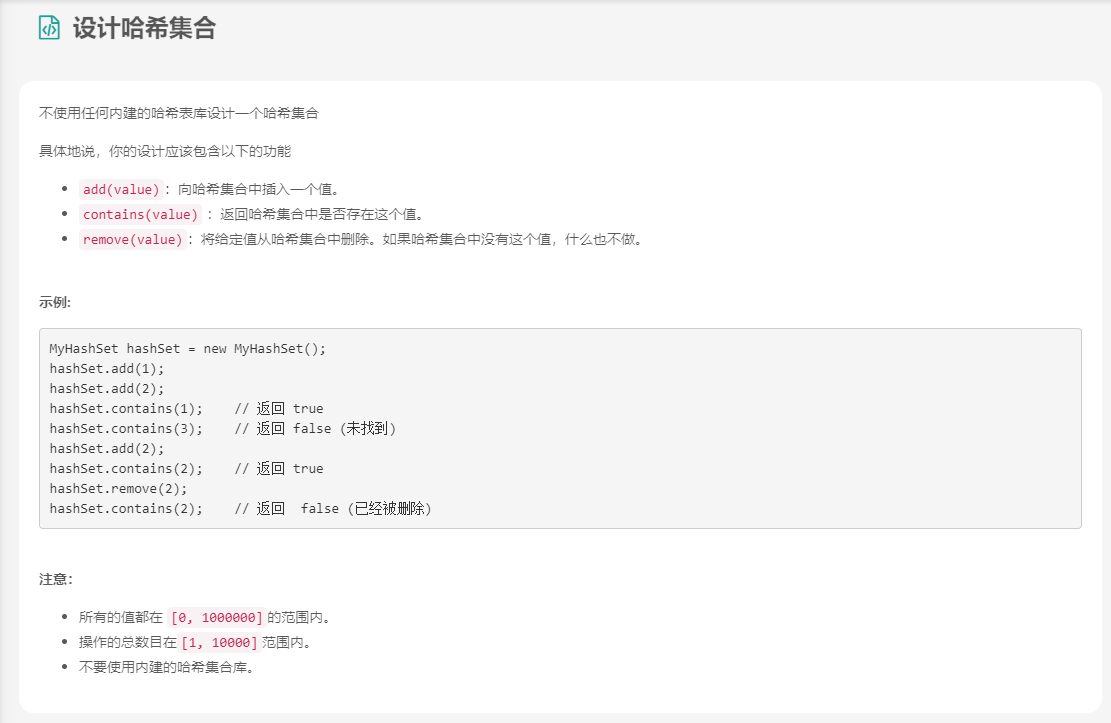 设计哈希集合
不使用任何内建的哈希表库设计一个哈希集合
具体地说，你的设计应该包含以下的功能
add(value)：向哈希集合中插入一个值。
contains(value) ：返回哈希集合中是否存在这个值。
remove(value)：将给定值从哈希集合中删除。如果哈希集合中没有这个值，什么也不做。
示例:
MyHashSet hashSet = new MyHashSet();
hashSet.add(1);
hashSet.add(2);
hashSet.contains(1);    // 返回 true
hashSet.contains(3);    // 返回 false (未找到)
hashSet.add(2);
hashSet.contains(2);    // 返回 true
hashSet.remove(2);
hashSet.contains(2);    // 返回  false (已经被删除)
注意：
所有的值都在 [0, 1000000]的范围内。
操作的总数目在[1, 10000]范围内。
不要使用内建的哈希集合库。